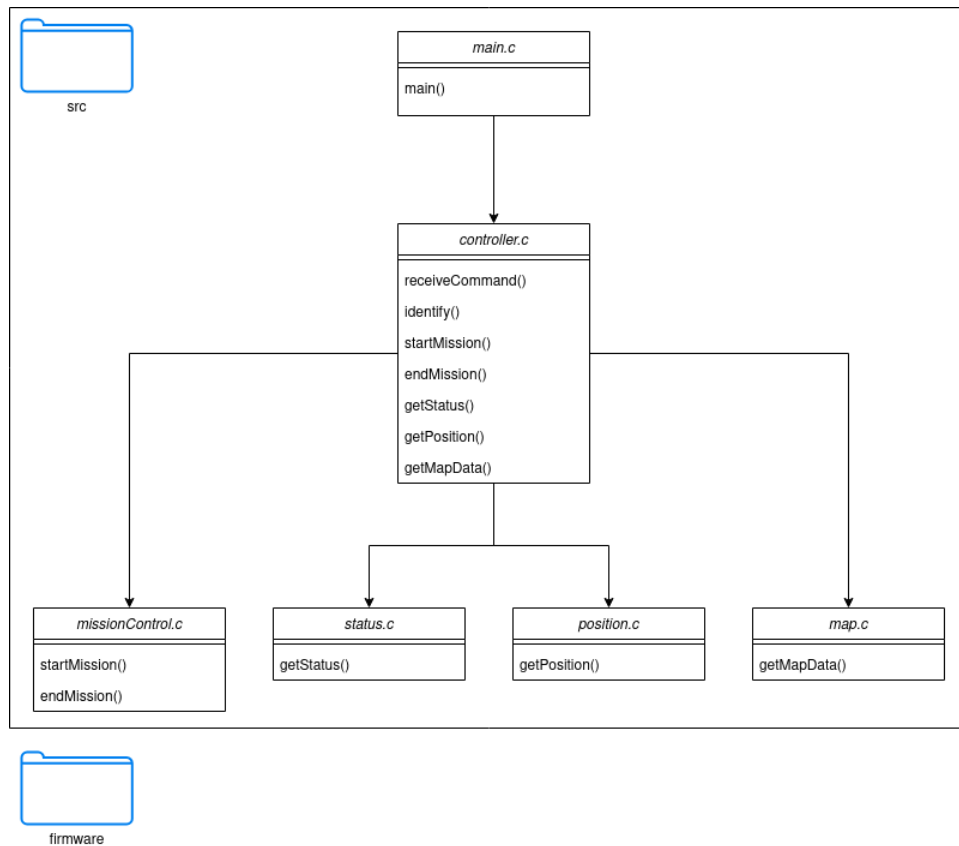 src
main.c
main()
controller.c
receiveCommand()
identify()
startMission()
endMission()
getStatus()
getPosition()
getMapData()
missionControl.c
startMission()
endMission()
status.c
getStatus()
position.c
getPosition()
map.c
getMapData()
firmware